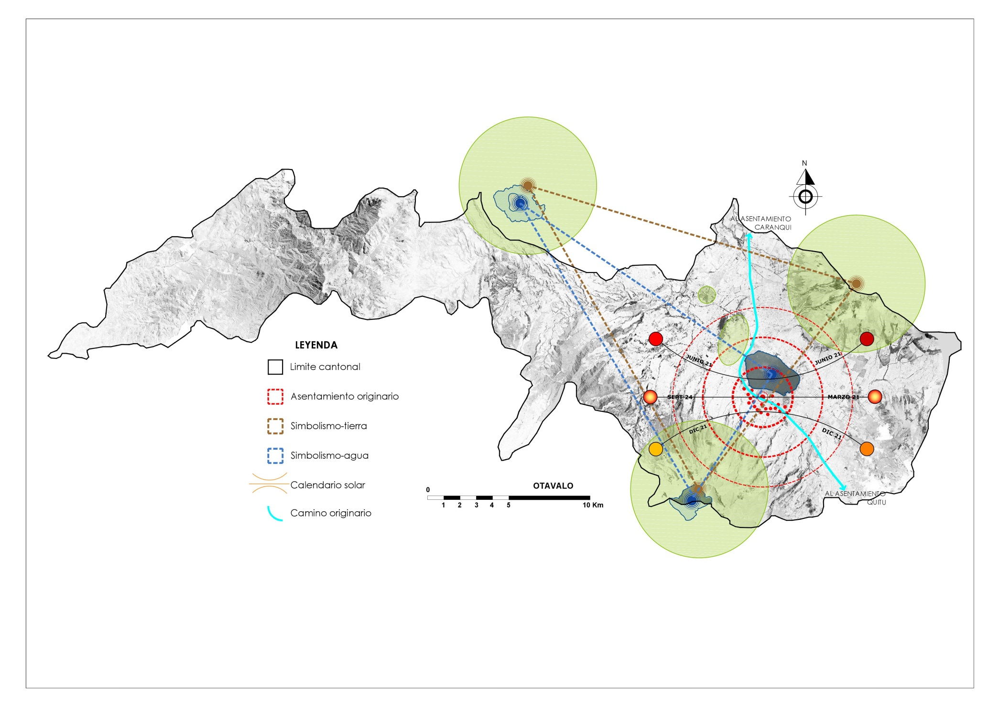 N
AL ASENTAMIENTO
CARANQUI
LEYENDA
Limite cantonal
Asentamiento originario
Simbolismo-tierra
Simbolismo-agua
Calendario solar
Camino originario
JUNIO 21
JUNIO 21
SEPT 24
MARZO 21
DIC 21
DIC 21
OTAVALO
0
1 2 3 4 5 10 Km
AL ASENTAMIENTO
QUITU